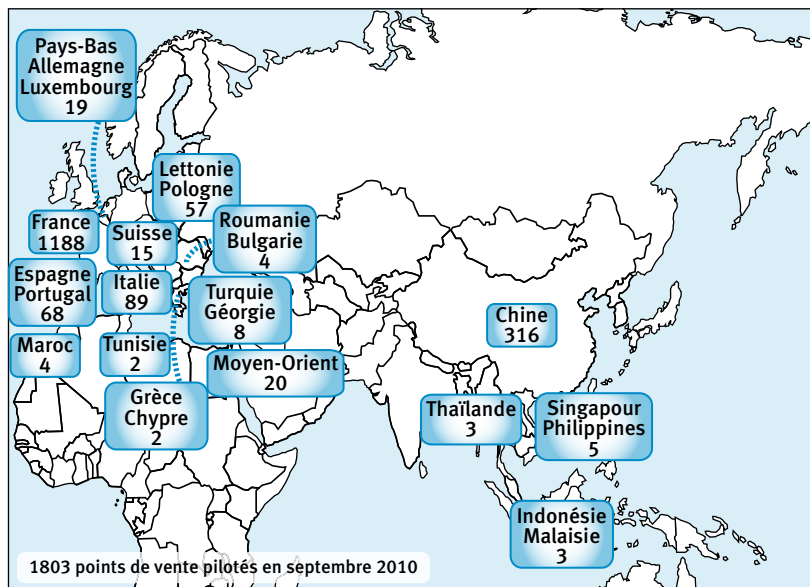 Pays-Bas
Allemagne
Luxembourg
19
Lettonie
Pologne
57
France
1188
Suisse
15
Roumanie
Bulgarie
4
Espagne
Portugal
68
Italie
89
Turquie
Géorgie
8
Chine
316
Maroc
4
Tunisie
2
Moyen-Orient
20
Grèce
Chypre
2
Thaïlande
3
Singapour
Philippines
5
Indonésie
Malaisie
3
1803 points de vente pilotés en septembre 2010